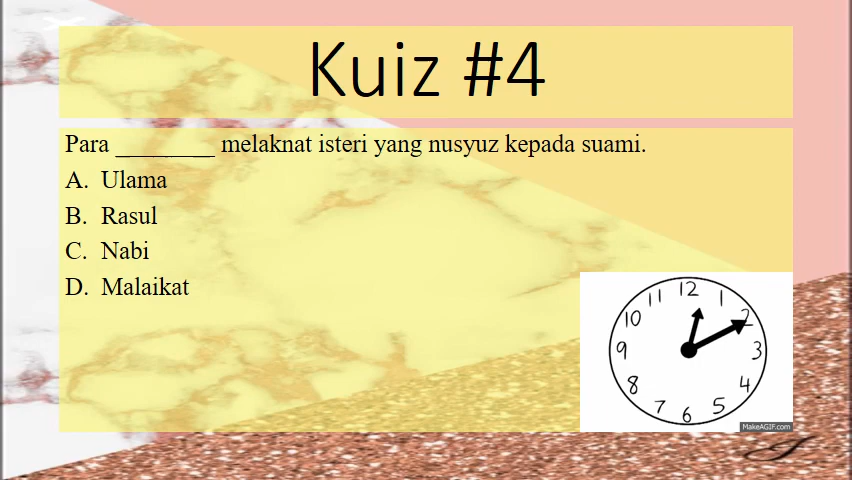 Kuiz #4
Para ________ melaknat isteri yang nusyuz kepada suami.
A. Ulama
B. Rasul
C. Nabi
D. Malaikat
12
11 1
10 2
9 3
8 4
7 5
6
MakeAGIF.com